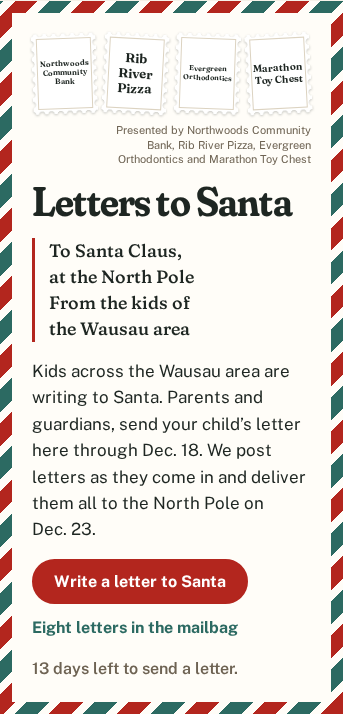 Northwoods
Community
Bank
Rib
River
Pizza
Evergreen
Orthodontics
Marathon
Toy Chest
Presented by Northwoods Community
Bank, Rib River Pizza, Evergreen
Orthodontics and Marathon Toy Chest
Letters to Santa
To Santa Claus,
at the North Pole
From the kids of
the Wausau area
Kids across the Wausau area are
writing to Santa. Parents and
guardians, send your child’s letter
here through Dec. 18. We post
letters as they come in and deliver
them all to the North Pole on
Dec. 23.
Write a letter to Santa
Eight letters in the mailbag
13 days left to send a letter.